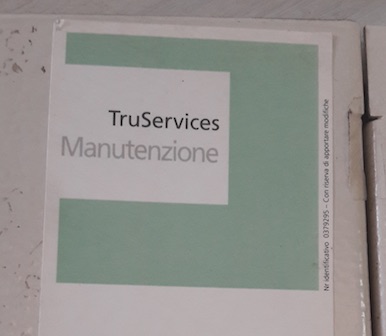 TruServices
Manutenzione
Nr identificativo 0379295 - Con riserva di apportare modifiche